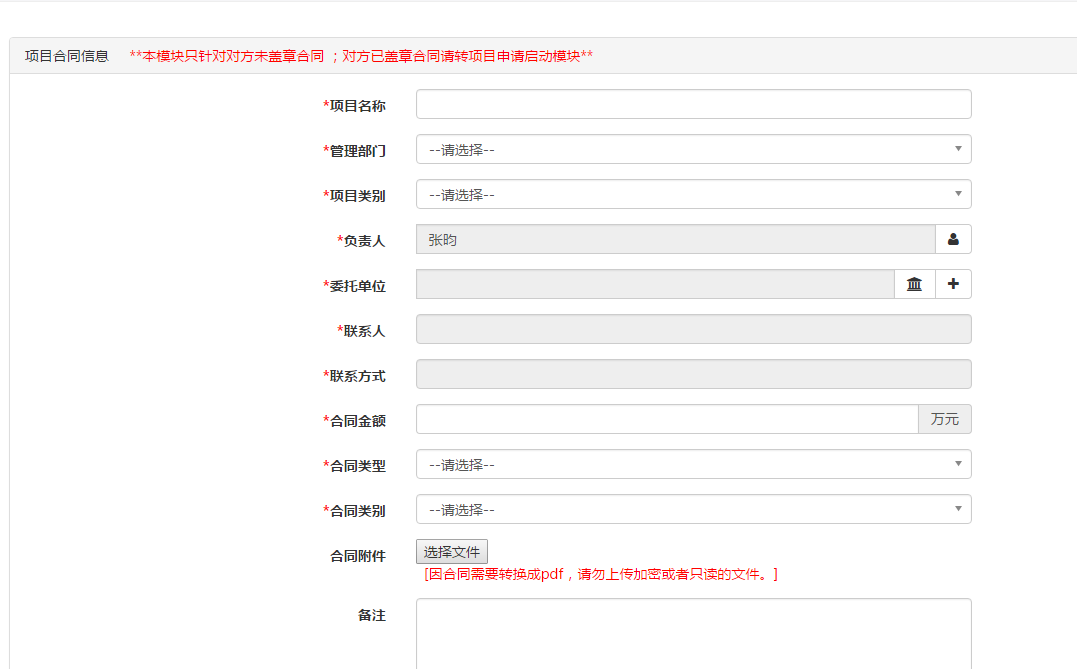 项目合同信息 **本模块只针对对方未盖章合同 ；对方已盖章合同请转项目申请启动模块**
*项目名称
*管理部门 --请选择--
*项目类别 --请选择--
*负责人 张昀
*委托单位
*联系人
*联系方式
*合同金额 万元
*合同类型 --请选择--
*合同类别 --请选择--
合同附件 选择文件
[因合同需要转换成pdf，请勿上传加密或者只读的文件。]
备注